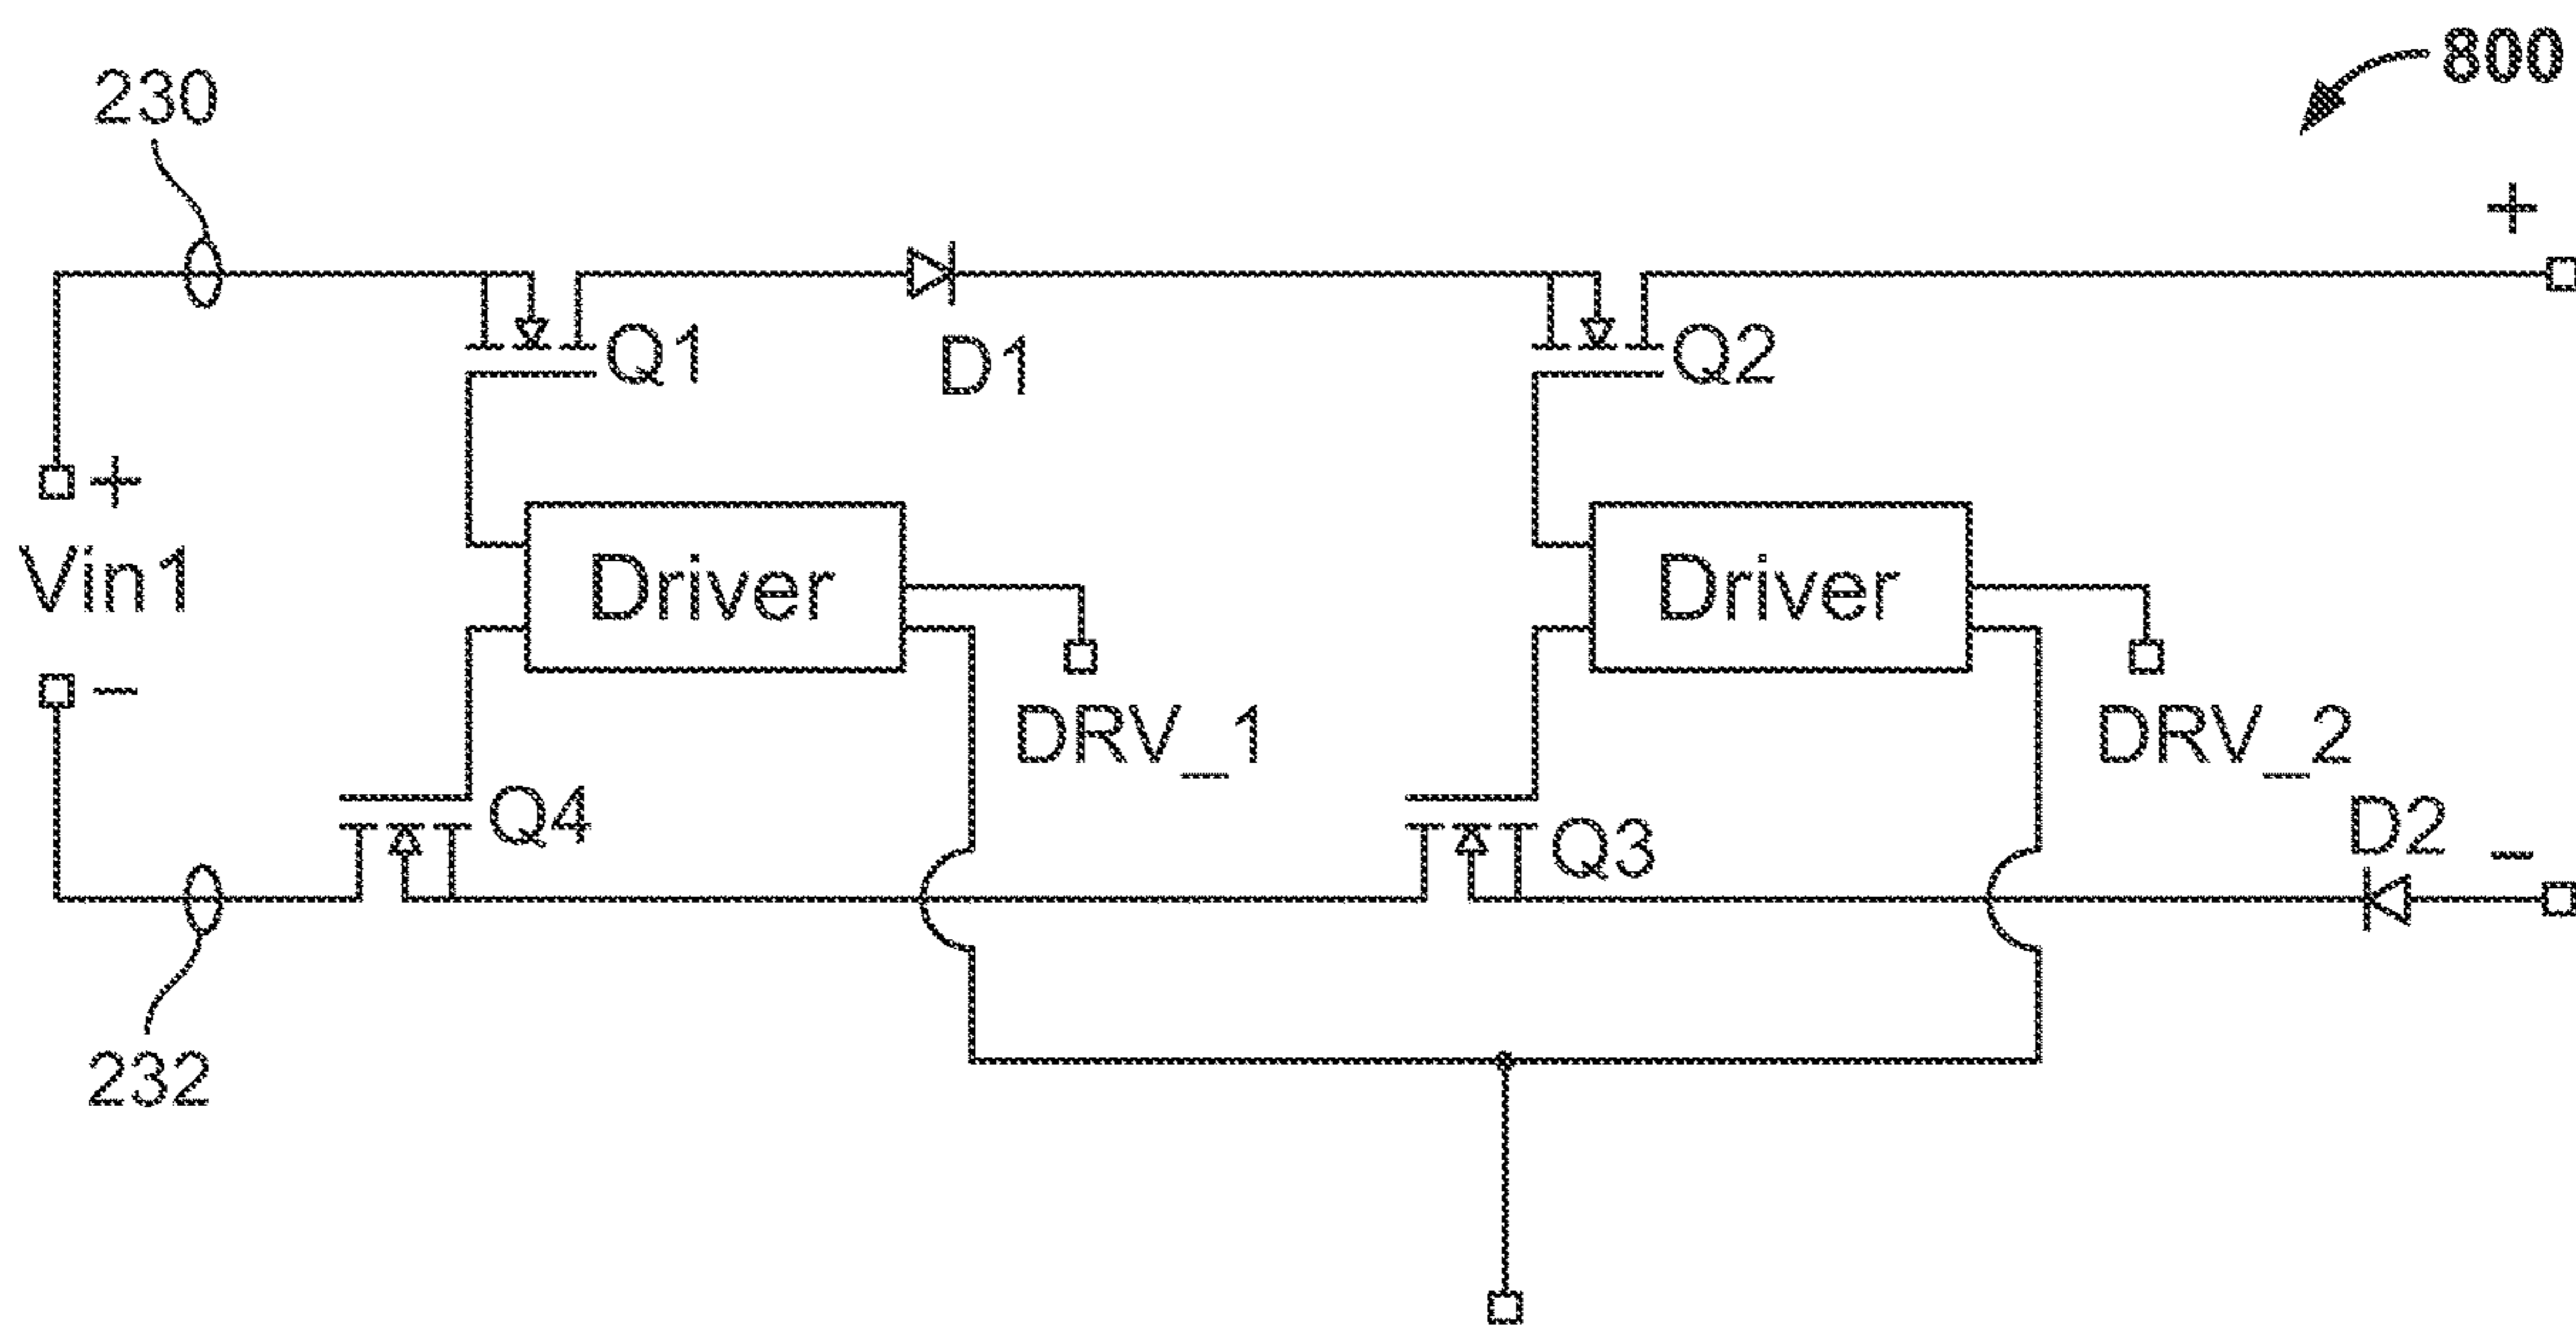 800
230
+
Q1
D1
Q2
+
Vin1
Driver
Driver
−
DRV_1
DRV_2
Q4
Q3
D2
−
232